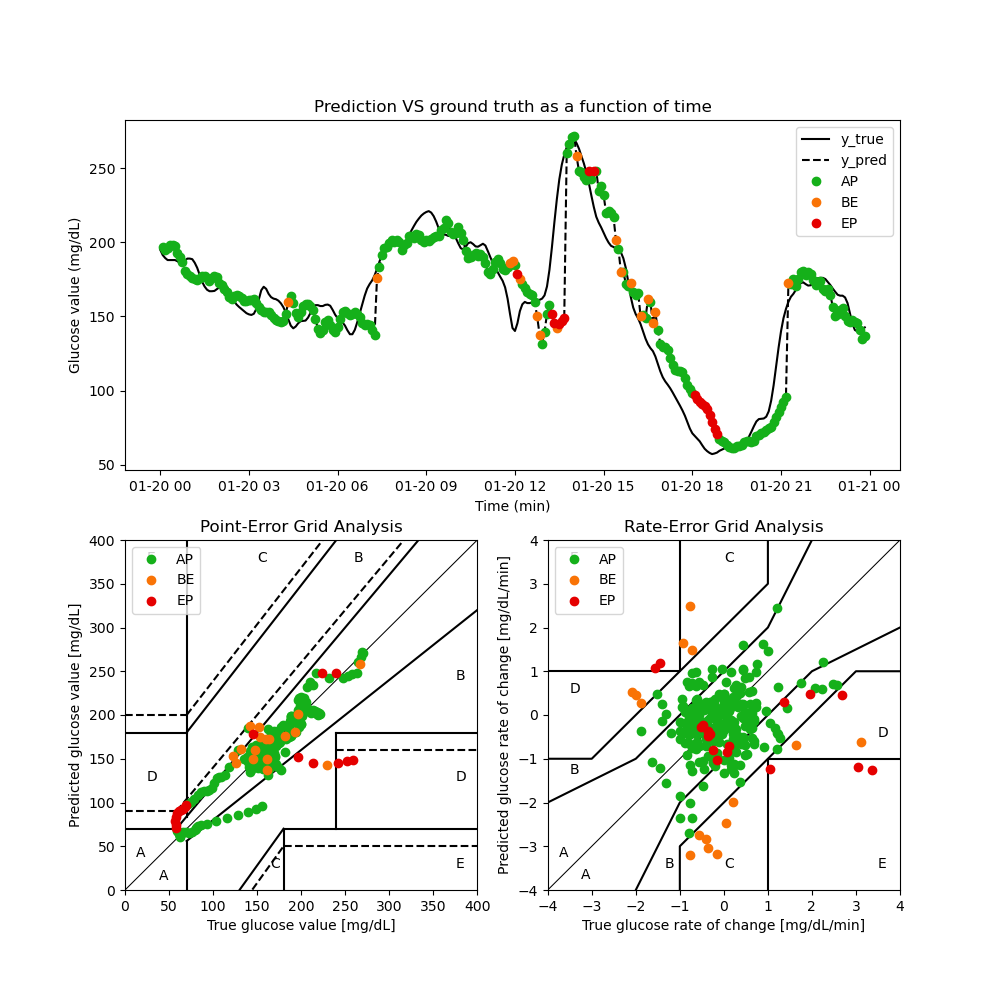 Prediction VS ground truth as a function of time
Glucose value (mg/dL)
250
200
150
100
50
y_true
y_pred
AP
BE
EP
01-20 00 01-20 03 01-20 06 01-20 09 01-20 12 01-20 15 01-20 18 01-20 21 01-21 00
Time (min)
Point-Error Grid Analysis
Predicted glucose value [mg/dL]
400
350
300
250
200
150
100
50
0
AP
BE
EP
C
B
B
D
D
A
A
C
E
0 50 100 150 200 250 300 350 400
True glucose value [mg/dL]
Rate-Error Grid Analysis
Predicted glucose rate of change [mg/dL/min]
4
3
2
1
0
−1
−2
−3
−4
AP
BE
EP
C
D
D
B
A
A
B
C
E
−4 −3 −2 −1 0 1 2 3 4
True glucose rate of change [mg/dL/min]